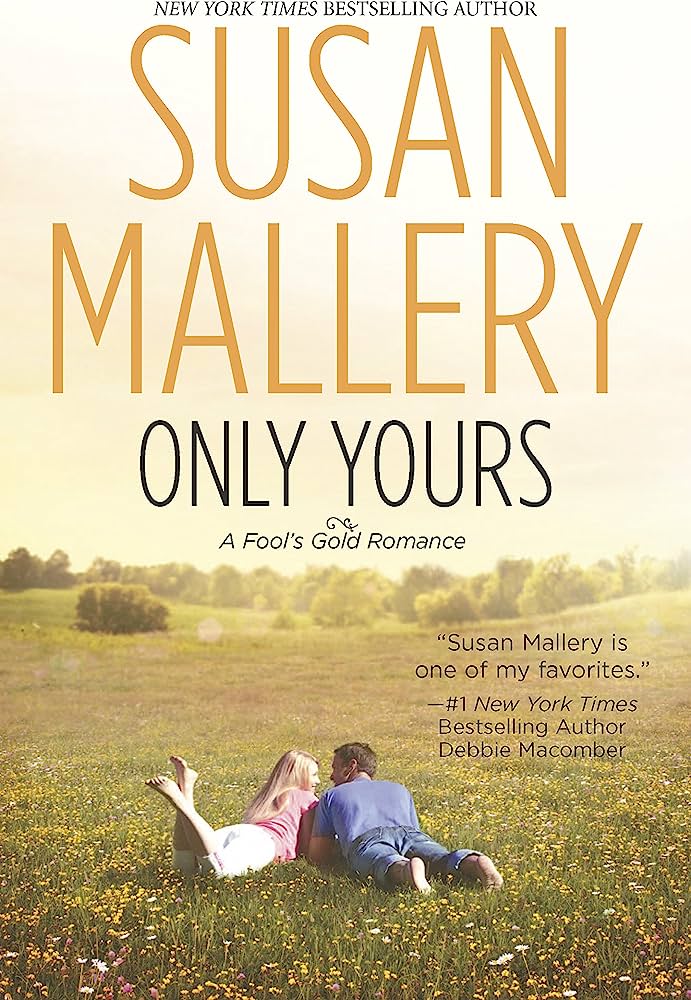 NEW YORK TIMES BESTSELLING AUTHOR
SUSAN
MALLERY
ONLY YOURS
A Fool's Gold Romance
“Susan Mallery is
one of my favorites.”
—#1 New York Times
Bestselling Author
Debbie Macomber